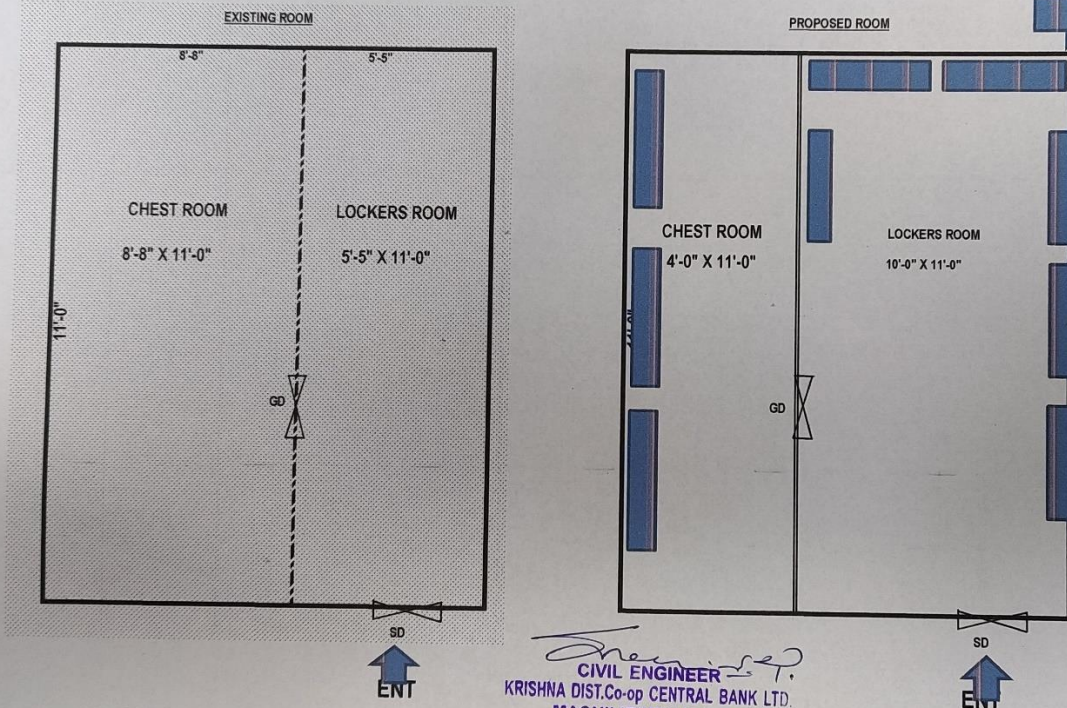 EXISTING ROOM
8'-8"
5'-5"
CHEST ROOM
8'-8" X 11'-0"
LOCKERS ROOM
5'-5" X 11'-0"
11'-0"
GD
SD
ENT
PROPOSED ROOM
CHEST ROOM
4'-0" X 11'-0"
LOCKERS ROOM
10'-0" X 11'-0"
GD
SD
ENT
CIVIL ENGINEER
KRISHNA DIST.Co-op CENTRAL BANK LTD.